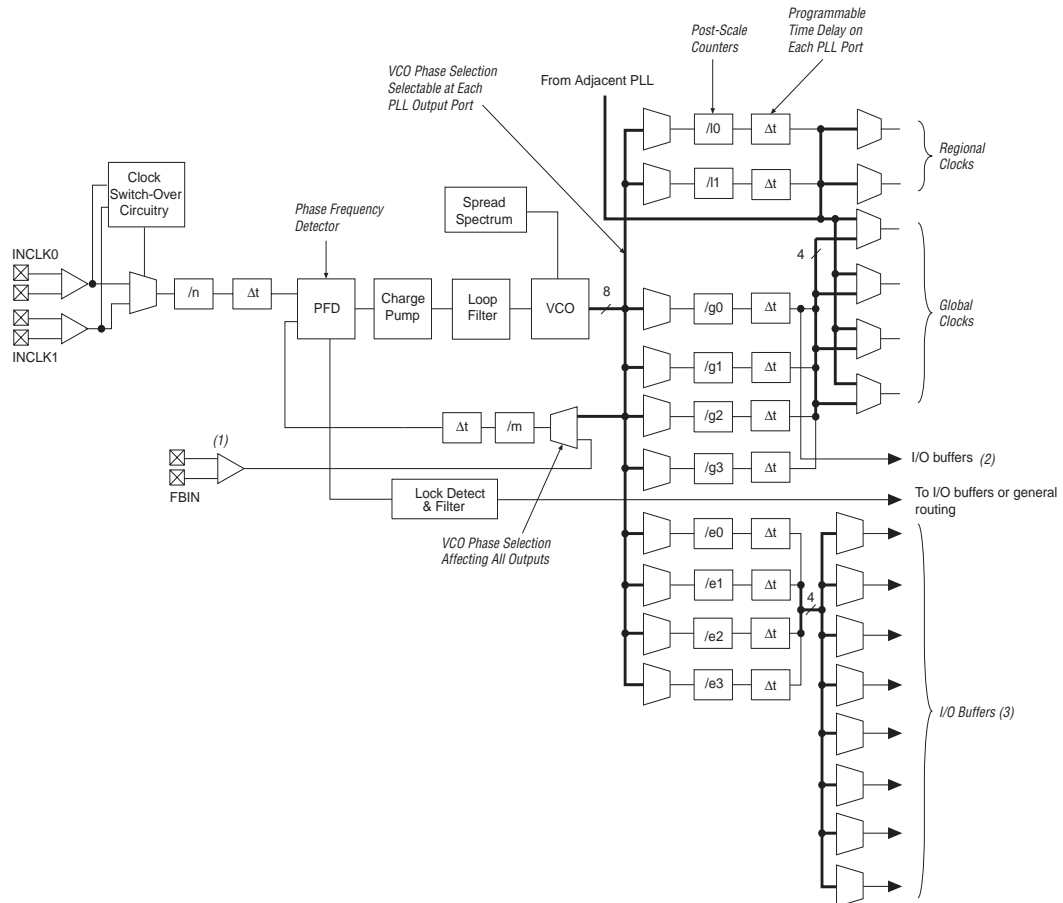 Programmable
Time Delay on
Each PLL Port
Post-Scale
Counters
VCO Phase Selection
Selectable at Each
PLL Output Port
From Adjacent PLL
/l0
Δt
Regional
Clocks
/l1
Δt
Clock
Switch-Over
Circuitry
Spread
Spectrum
Phase Frequency
Detector
INCLK0
INCLK1
/n
Δt
PFD
Charge
Pump
Loop
Filter
VCO
8
4
/g0
Δt
Global
Clocks
/g1
Δt
/g2
Δt
/g3
Δt
Δt
/m
(1)
FBIN
I/O buffers (2)
Lock Detect
& Filter
To I/O buffers or general
routing
VCO Phase Selection
Affecting All Outputs
/e0
Δt
/e1
Δt
4
/e2
Δt
/e3
Δt
I/O Buffers (3)